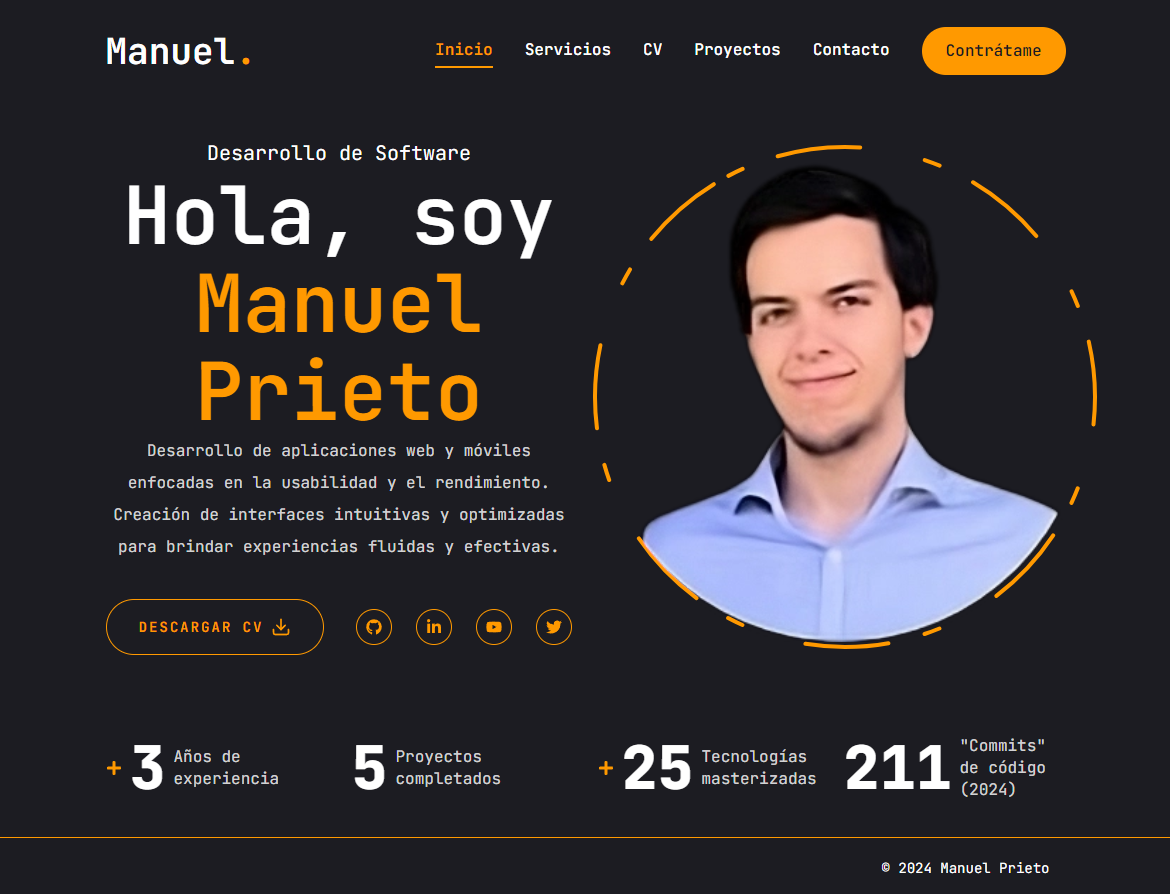 Manuel.
Inicio Servicios CV Proyectos Contacto Contrátame
Desarrollo de Software
Hola, soy
Manuel
Prieto
Desarrollo de aplicaciones web y móviles
enfocadas en la usabilidad y el rendimiento.
Creación de interfaces intuitivas y optimizadas
para brindar experiencias fluidas y efectivas.
DESCARGAR CV
in
+ 3 Años de
experiencia
5 Proyectos
completados
+ 25 Tecnologías
masterizadas
211 "Commits"
de código
(2024)
© 2024 Manuel Prieto